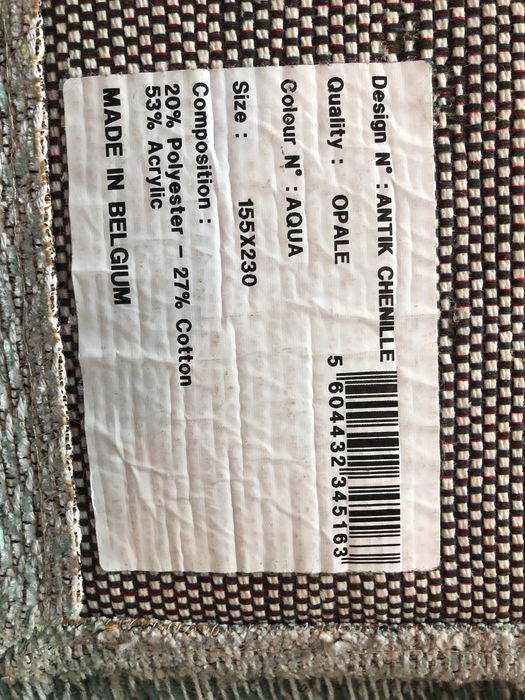 Design N° : ANTIK CHENILLE
Quality : OPALE
Colour N° : AQUA
Size : 155X230
Composition :
20% Polyester - 27% Cotton
53% Acrylic
MADE IN BELGIUM
5 604432 345163